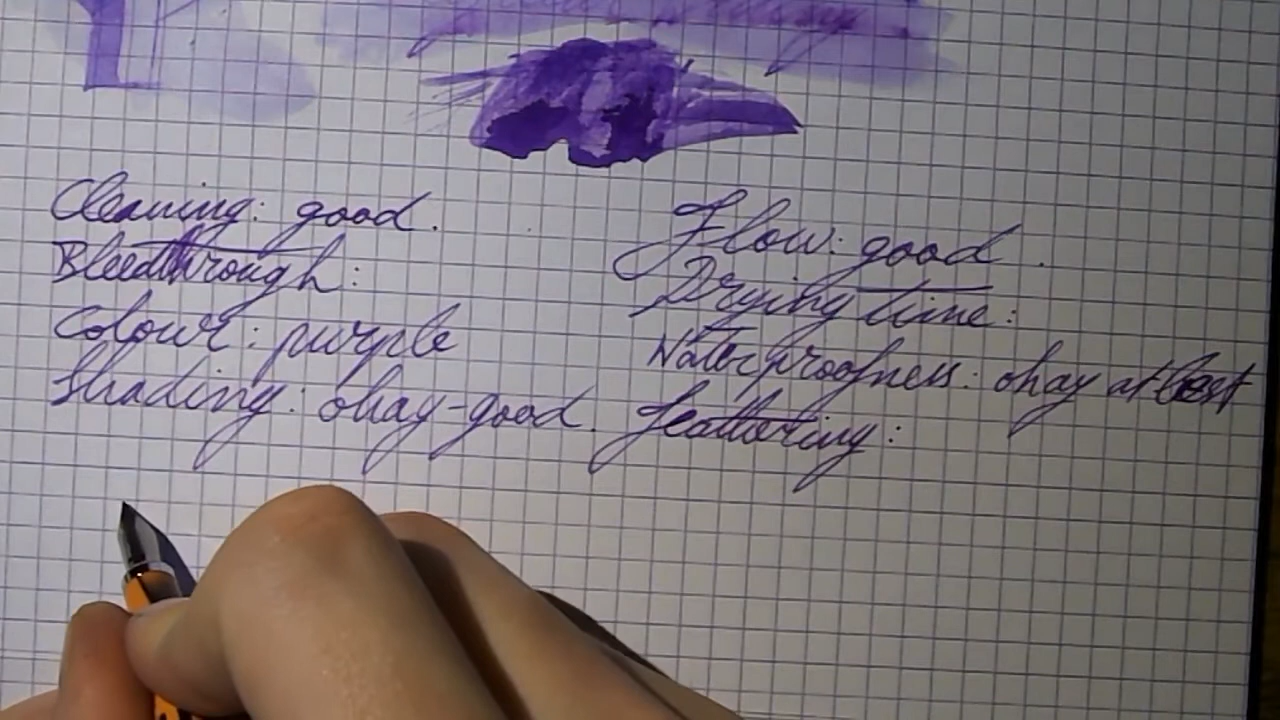 Cleaning: good.
Bleedthrough:
Colour: purple
Shading: okay-good.
Flow: good.
Drying time:
Waterproofness: okay at best
Feathering: